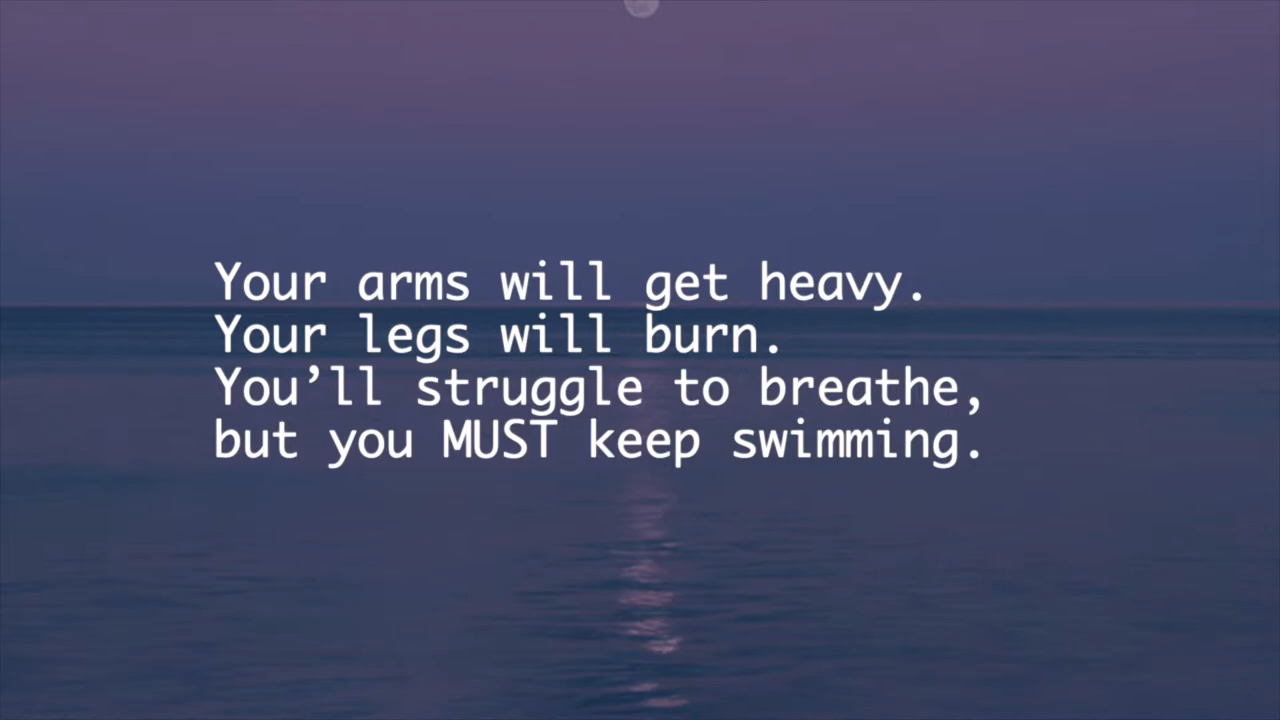 Your arms will get heavy.
Your legs will burn.
You’ll struggle to breathe,
but you MUST keep swimming.